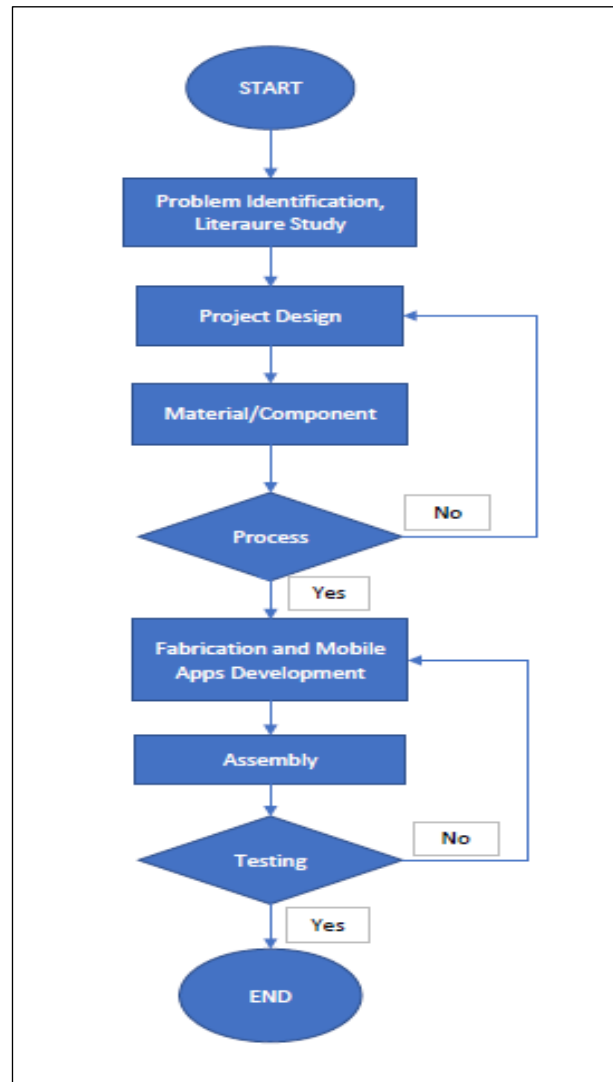 START
Problem Identification,
Literaure Study
Project Design
Material/Component
Process
No
Yes
Fabrication and Mobile
Apps Development
Assembly
Testing
No
Yes
END